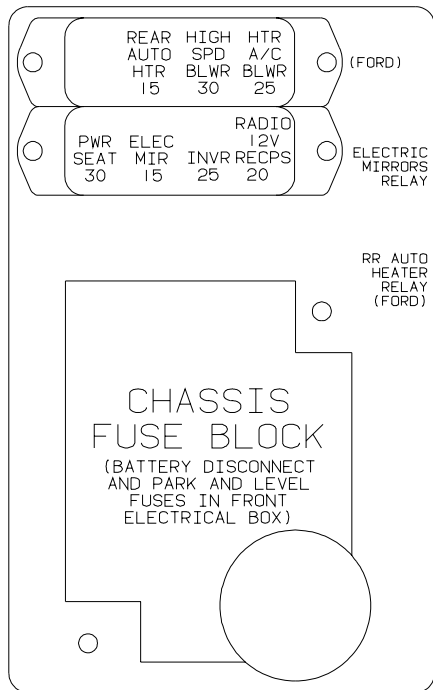 REAR HIGH HTR
AUTO SPD A/C
HTR BLWR BLWR
15 30 25
(FORD)
RADIO
PWR ELEC 12V
SEAT MIR INVR RECPS
30 15 25 20
ELECTRIC
MIRRORS
RELAY
RR AUTO
HEATER
RELAY
(FORD)
CHASSIS
FUSE BLOCK
(BATTERY DISCONNECT
AND PARK AND LEVEL
FUSES IN FRONT
ELECTRICAL BOX)